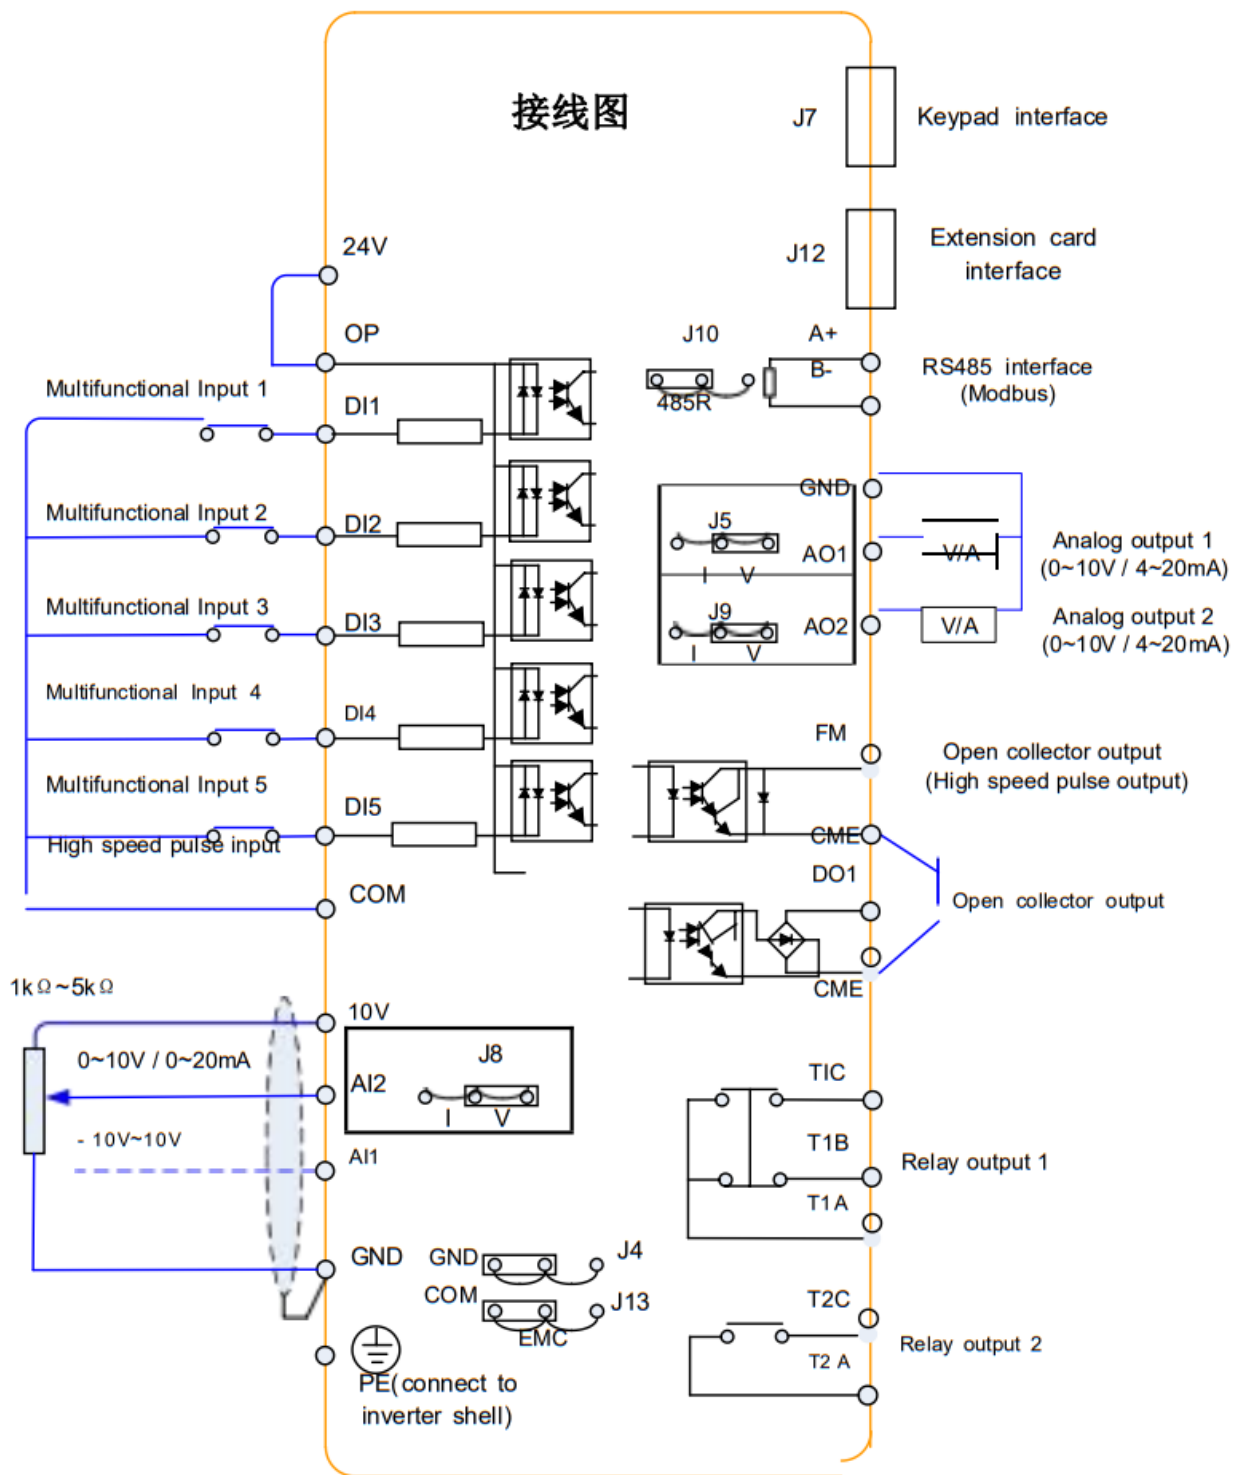 接线图
J7
Keypad interface
J12
Extension card
interface
24V
OP
J10
A+
B-
485R
RS485 interface
(Modbus)
Multifunctional Input 1
DI1
Multifunctional Input 2
DI2
Multifunctional Input 3
DI3
Multifunctional Input 4
DI4
Multifunctional Input 5
DI5
High speed pulse input
COM
GND
J5
AO1
I V
J9
AO2
I V
V/A
Analog output 1
(0~10V / 4~20mA)
V/A
Analog output 2
(0~10V / 4~20mA)
FM
Open collector output
(High speed pulse output)
CME
DO1
Open collector output
CME
1kΩ~5kΩ
10V
0~10V / 0~20mA
AI2
J8
I V
- 10V~10V
AI1
GND
TIC
T1B
Relay output 1
T1A
GND
J4
COM
J13
EMC
T2C
Relay output 2
T2 A
PE(connect to
inverter shell)